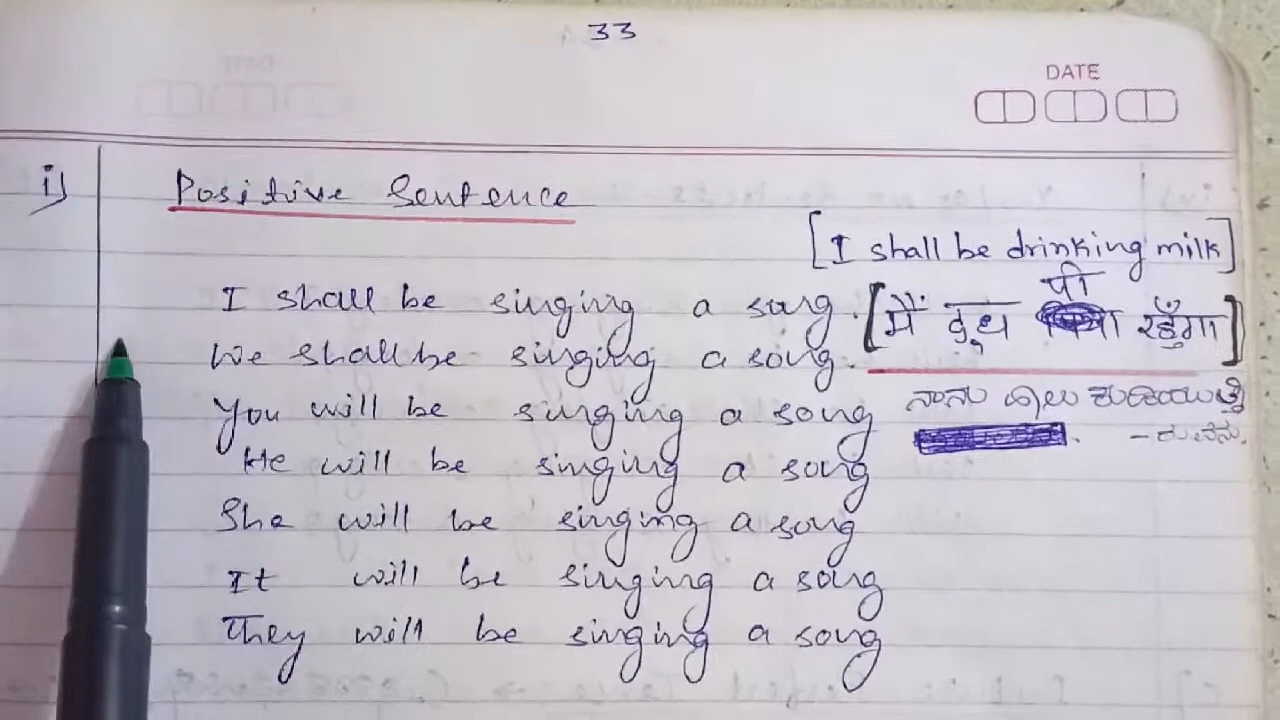 33
DATE
i)
Positive Sentence
[I shall be drinking milk]
पी
I shall be singing a song. [मैं दुध रहुँगा]
We shall be singing a song.
You will be singing a song
ನಾನು ಹಾಲು ಕುಡಿಯುತ್ತಿ
He will be singing a song
She will be singing a song
It will be singing a song
They will be singing a song